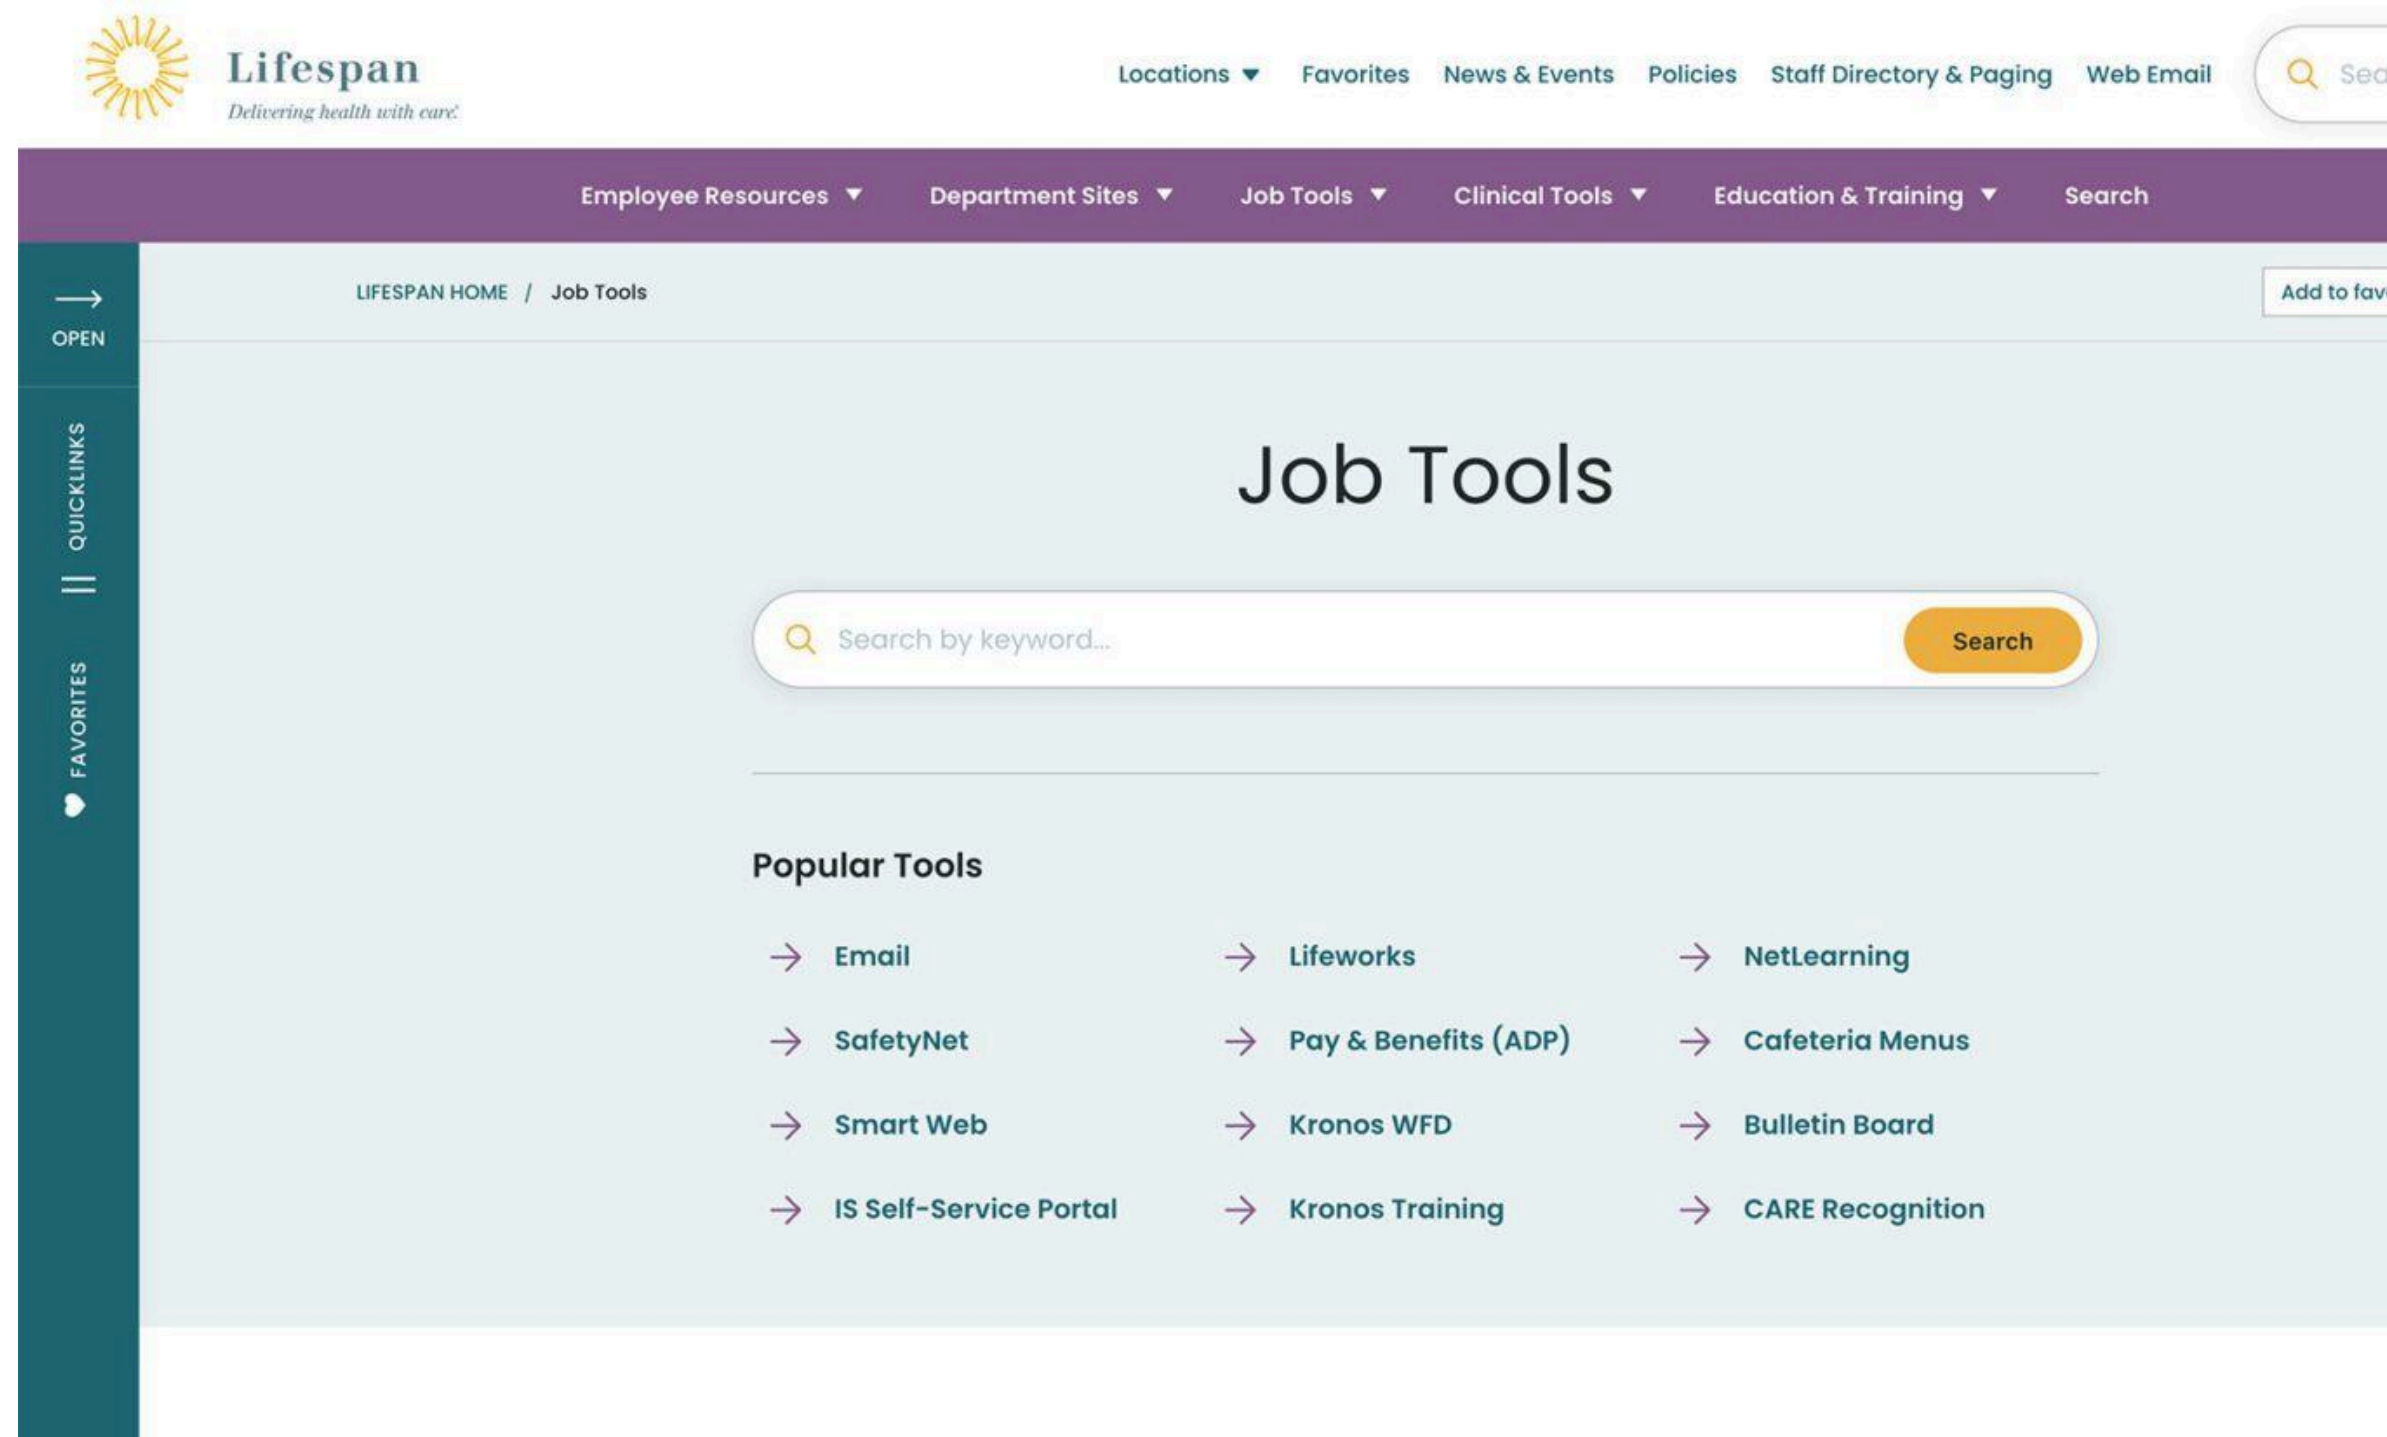 Lifespan
Delivering health with care.
Locations Favorites News & Events Policies Staff Directory & Paging Web Email
Employee Resources Department Sites Job Tools Clinical Tools Education & Training Search
OPEN
QUICKLINKS
FAVORITES
LIFESPAN HOME / Job Tools
Add to
Job Tools
Search by keyword...
Search
Popular Tools
Email Lifeworks NetLearning
SafetyNet Pay & Benefits (ADP) Cafeteria Menus
Smart Web Kronos WFD Bulletin Board
IS Self-Service Portal Kronos Training CARE Recognition